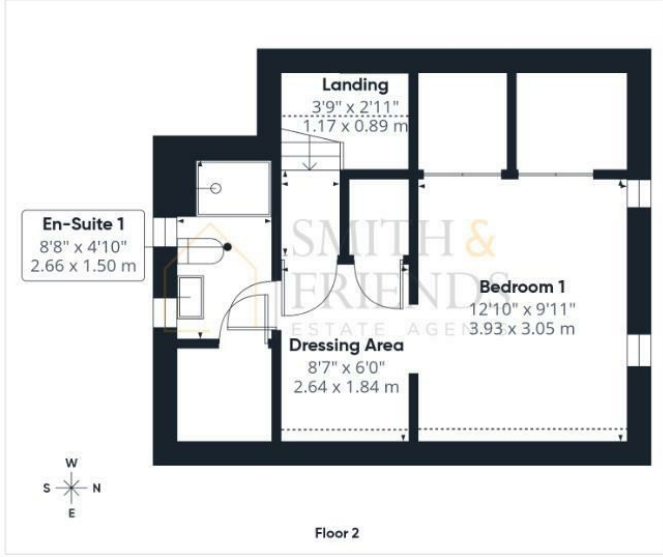 Landing
3'9" x 2'11"
1.17 x 0.89 m
En-Suite 1
8'8" x 4'10"
2.66 x 1.50 m
SMITH &
FRIENDS
ESTATE AGEN
Bedroom 1
12'10" x 9'11"
3.93 x 3.05 m
Dressing Area
8'7" x 6'0"
2.64 x 1.84 m
W
S N
E
Floor 2